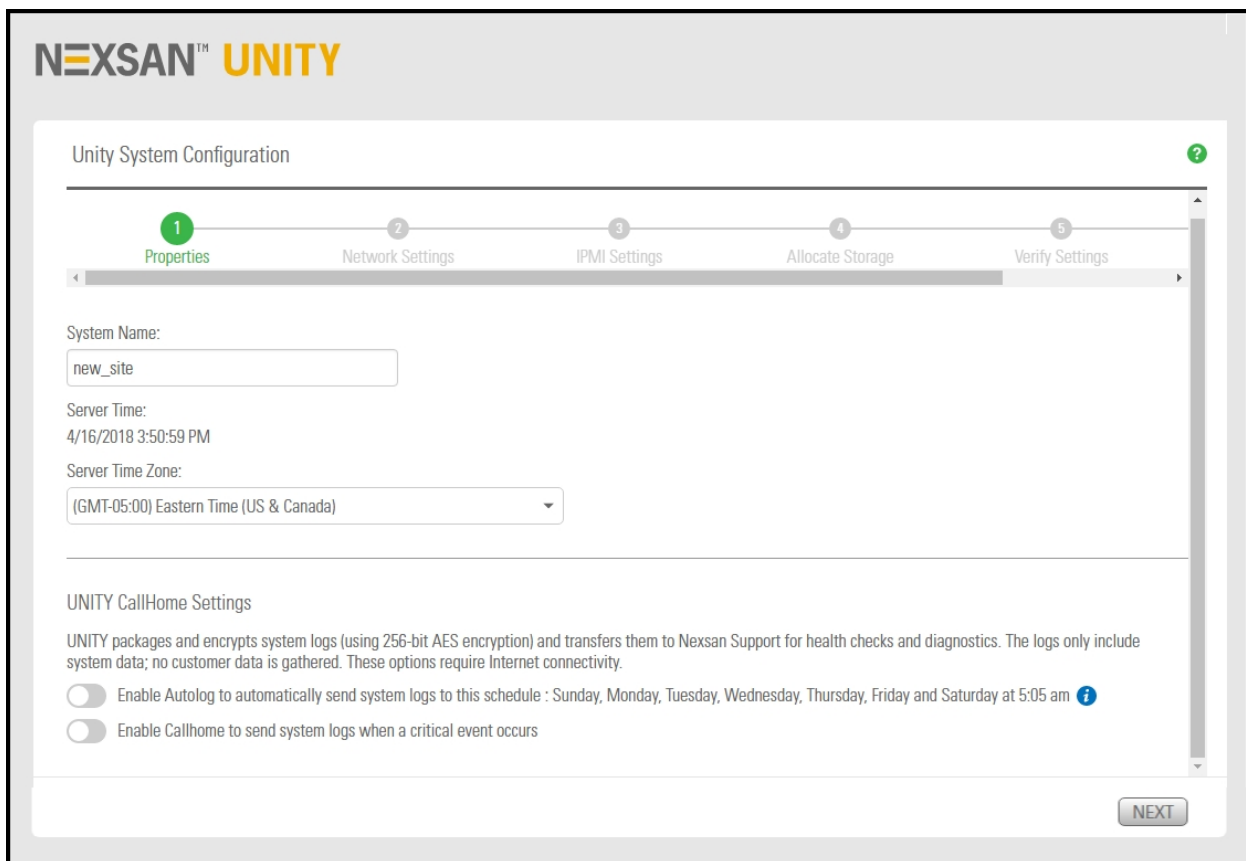 NEXSAN™ UNITY
Unity System Configuration
?
1
2
3
4
5
Properties
Network Settings
IPMI Settings
Allocate Storage
Verify Settings
System Name:
new_site
Server Time:
4/16/2018 3:50:59 PM
Server Time Zone:
(GMT-05:00) Eastern Time (US & Canada)
UNITY CallHome Settings
UNITY packages and encrypts system logs (using 256-bit AES encryption) and transfers them to Nexsan Support for health checks and diagnostics. The logs only include
system data; no customer data is gathered. These options require Internet connectivity.
Enable Autolog to automatically send system logs to this schedule : Sunday, Monday, Tuesday, Wednesday, Thursday, Friday and Saturday at 5:05 am i
Enable Callhome to send system logs when a critical event occurs
NEXT